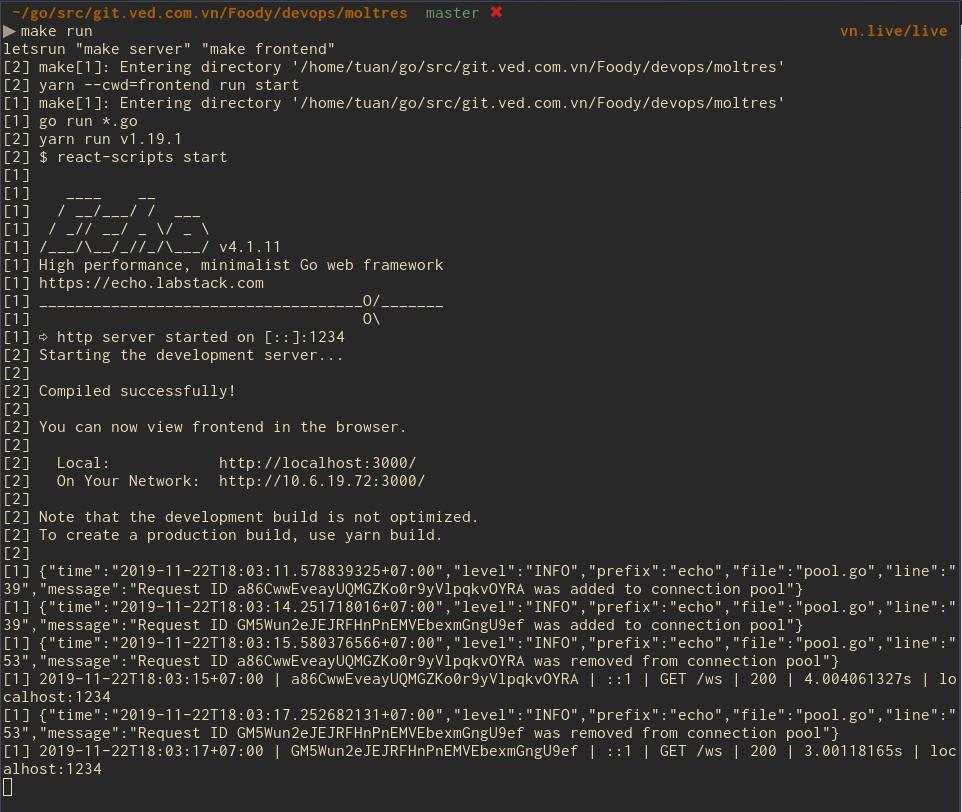 ~/go/src/git.ved.com.vn/Foody/devops/moltres  master ✖
▶ make run                                                                                   vn.live/live
letsrun "make server" "make frontend"
[2] make[1]: Entering directory '/home/tuan/go/src/git.ved.com.vn/Foody/devops/moltres'
[2] yarn --cwd=frontend run start
[1] make[1]: Entering directory '/home/tuan/go/src/git.ved.com.vn/Foody/devops/moltres'
[1] go run *.go
[2] yarn run v1.19.1
[2] $ react-scripts start
[1]
[1]    ____    __
[1]   / __/___/ /  ___
[1]  / _// __/ _ \/ _ \
[1] /___/\__/_//_/\___/ v4.1.11
[1] High performance, minimalist Go web framework
[1] https://echo.labstack.com
[1] ____________________________________O/_______
[1]                                     O\
[1] ⇨ http server started on [::]:1234
[2] Starting the development server...
[2]
[2] Compiled successfully!
[2]
[2] You can now view frontend in the browser.
[2]
[2]   Local:            http://localhost:3000/
[2]   On Your Network:  http://10.6.19.72:3000/
[2]
[2] Note that the development build is not optimized.
[2] To create a production build, use yarn build.
[2]
[1] {"time":"2019-11-22T18:03:11.578839325+07:00","level":"INFO","prefix":"echo","file":"pool.go","line":"
39","message":"Request ID a86CwwEveayUQMGZKo0r9yVlpqkvOYRA was added to connection pool"}
[1] {"time":"2019-11-22T18:03:14.251718016+07:00","level":"INFO","prefix":"echo","file":"pool.go","line":"
39","message":"Request ID GM5Wun2eJEJRFHnPnEMVEbexmGngU9ef was added to connection pool"}
[1] {"time":"2019-11-22T18:03:15.580376566+07:00","level":"INFO","prefix":"echo","file":"pool.go","line":"
53","message":"Request ID a86CwwEveayUQMGZKo0r9yVlpqkvOYRA was removed from connection pool"}
[1] 2019-11-22T18:03:15+07:00 | a86CwwEveayUQMGZKo0r9yVlpqkvOYRA | ::1 | GET /ws | 200 | 4.004061327s | lo
calhost:1234
[1] {"time":"2019-11-22T18:03:17.252682131+07:00","level":"INFO","prefix":"echo","file":"pool.go","line":"
53","message":"Request ID GM5Wun2eJEJRFHnPnEMVEbexmGngU9ef was removed from connection pool"}
[1] 2019-11-22T18:03:17+07:00 | GM5Wun2eJEJRFHnPnEMVEbexmGngU9ef | ::1 | GET /ws | 200 | 3.00118165s | loc
alhost:1234